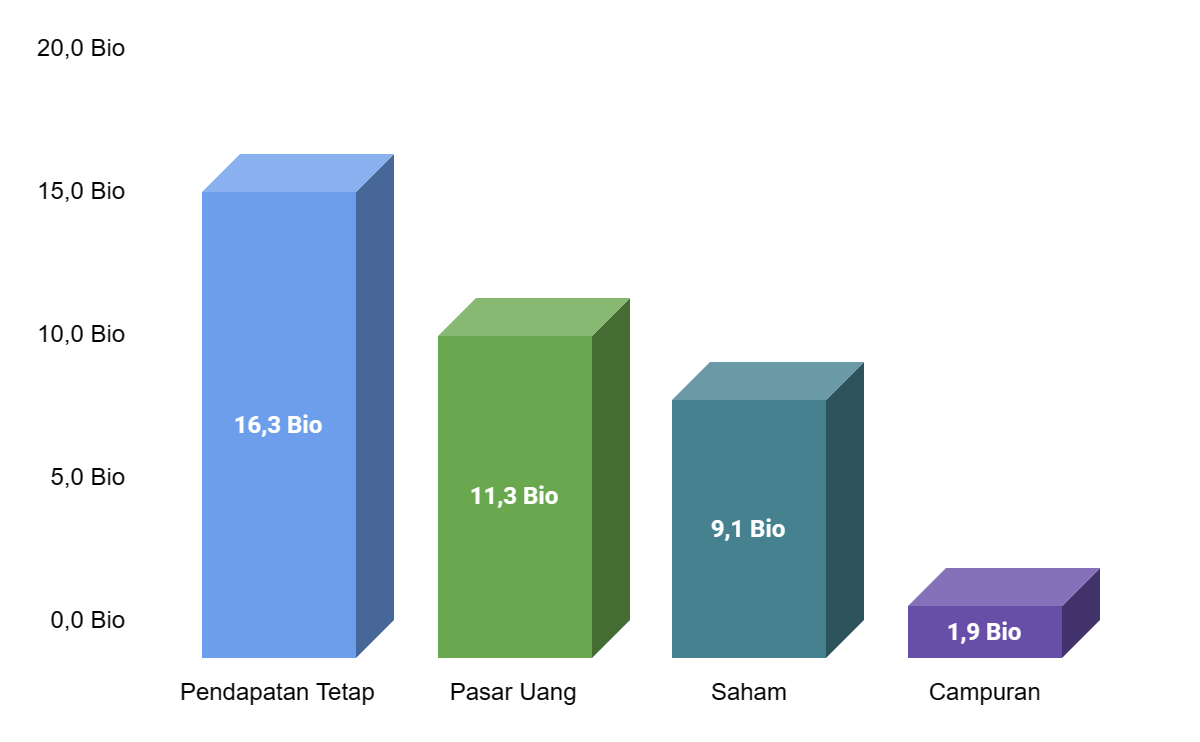 20,0 Bio
15,0 Bio
10,0 Bio
5,0 Bio
0,0 Bio
16,3 Bio
11,3 Bio
9,1 Bio
1,9 Bio
Pendapatan Tetap
Pasar Uang
Saham
Campuran